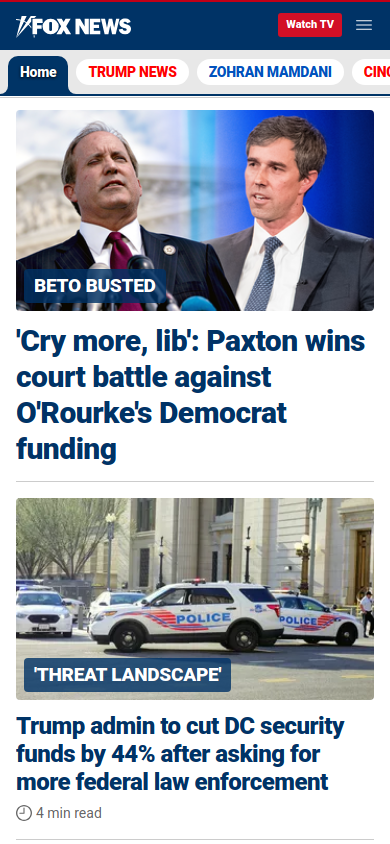 FOX NEWS
Watch TV
Home
TRUMP NEWS
ZOHRAN MAMDANI
CINC
BETO BUSTED
'Cry more, lib': Paxton wins
court battle against
O'Rourke's Democrat
funding
POLICE
POLICE
'THREAT LANDSCAPE'
Trump admin to cut DC security
funds by 44% after asking for
more federal law enforcement
4 min read